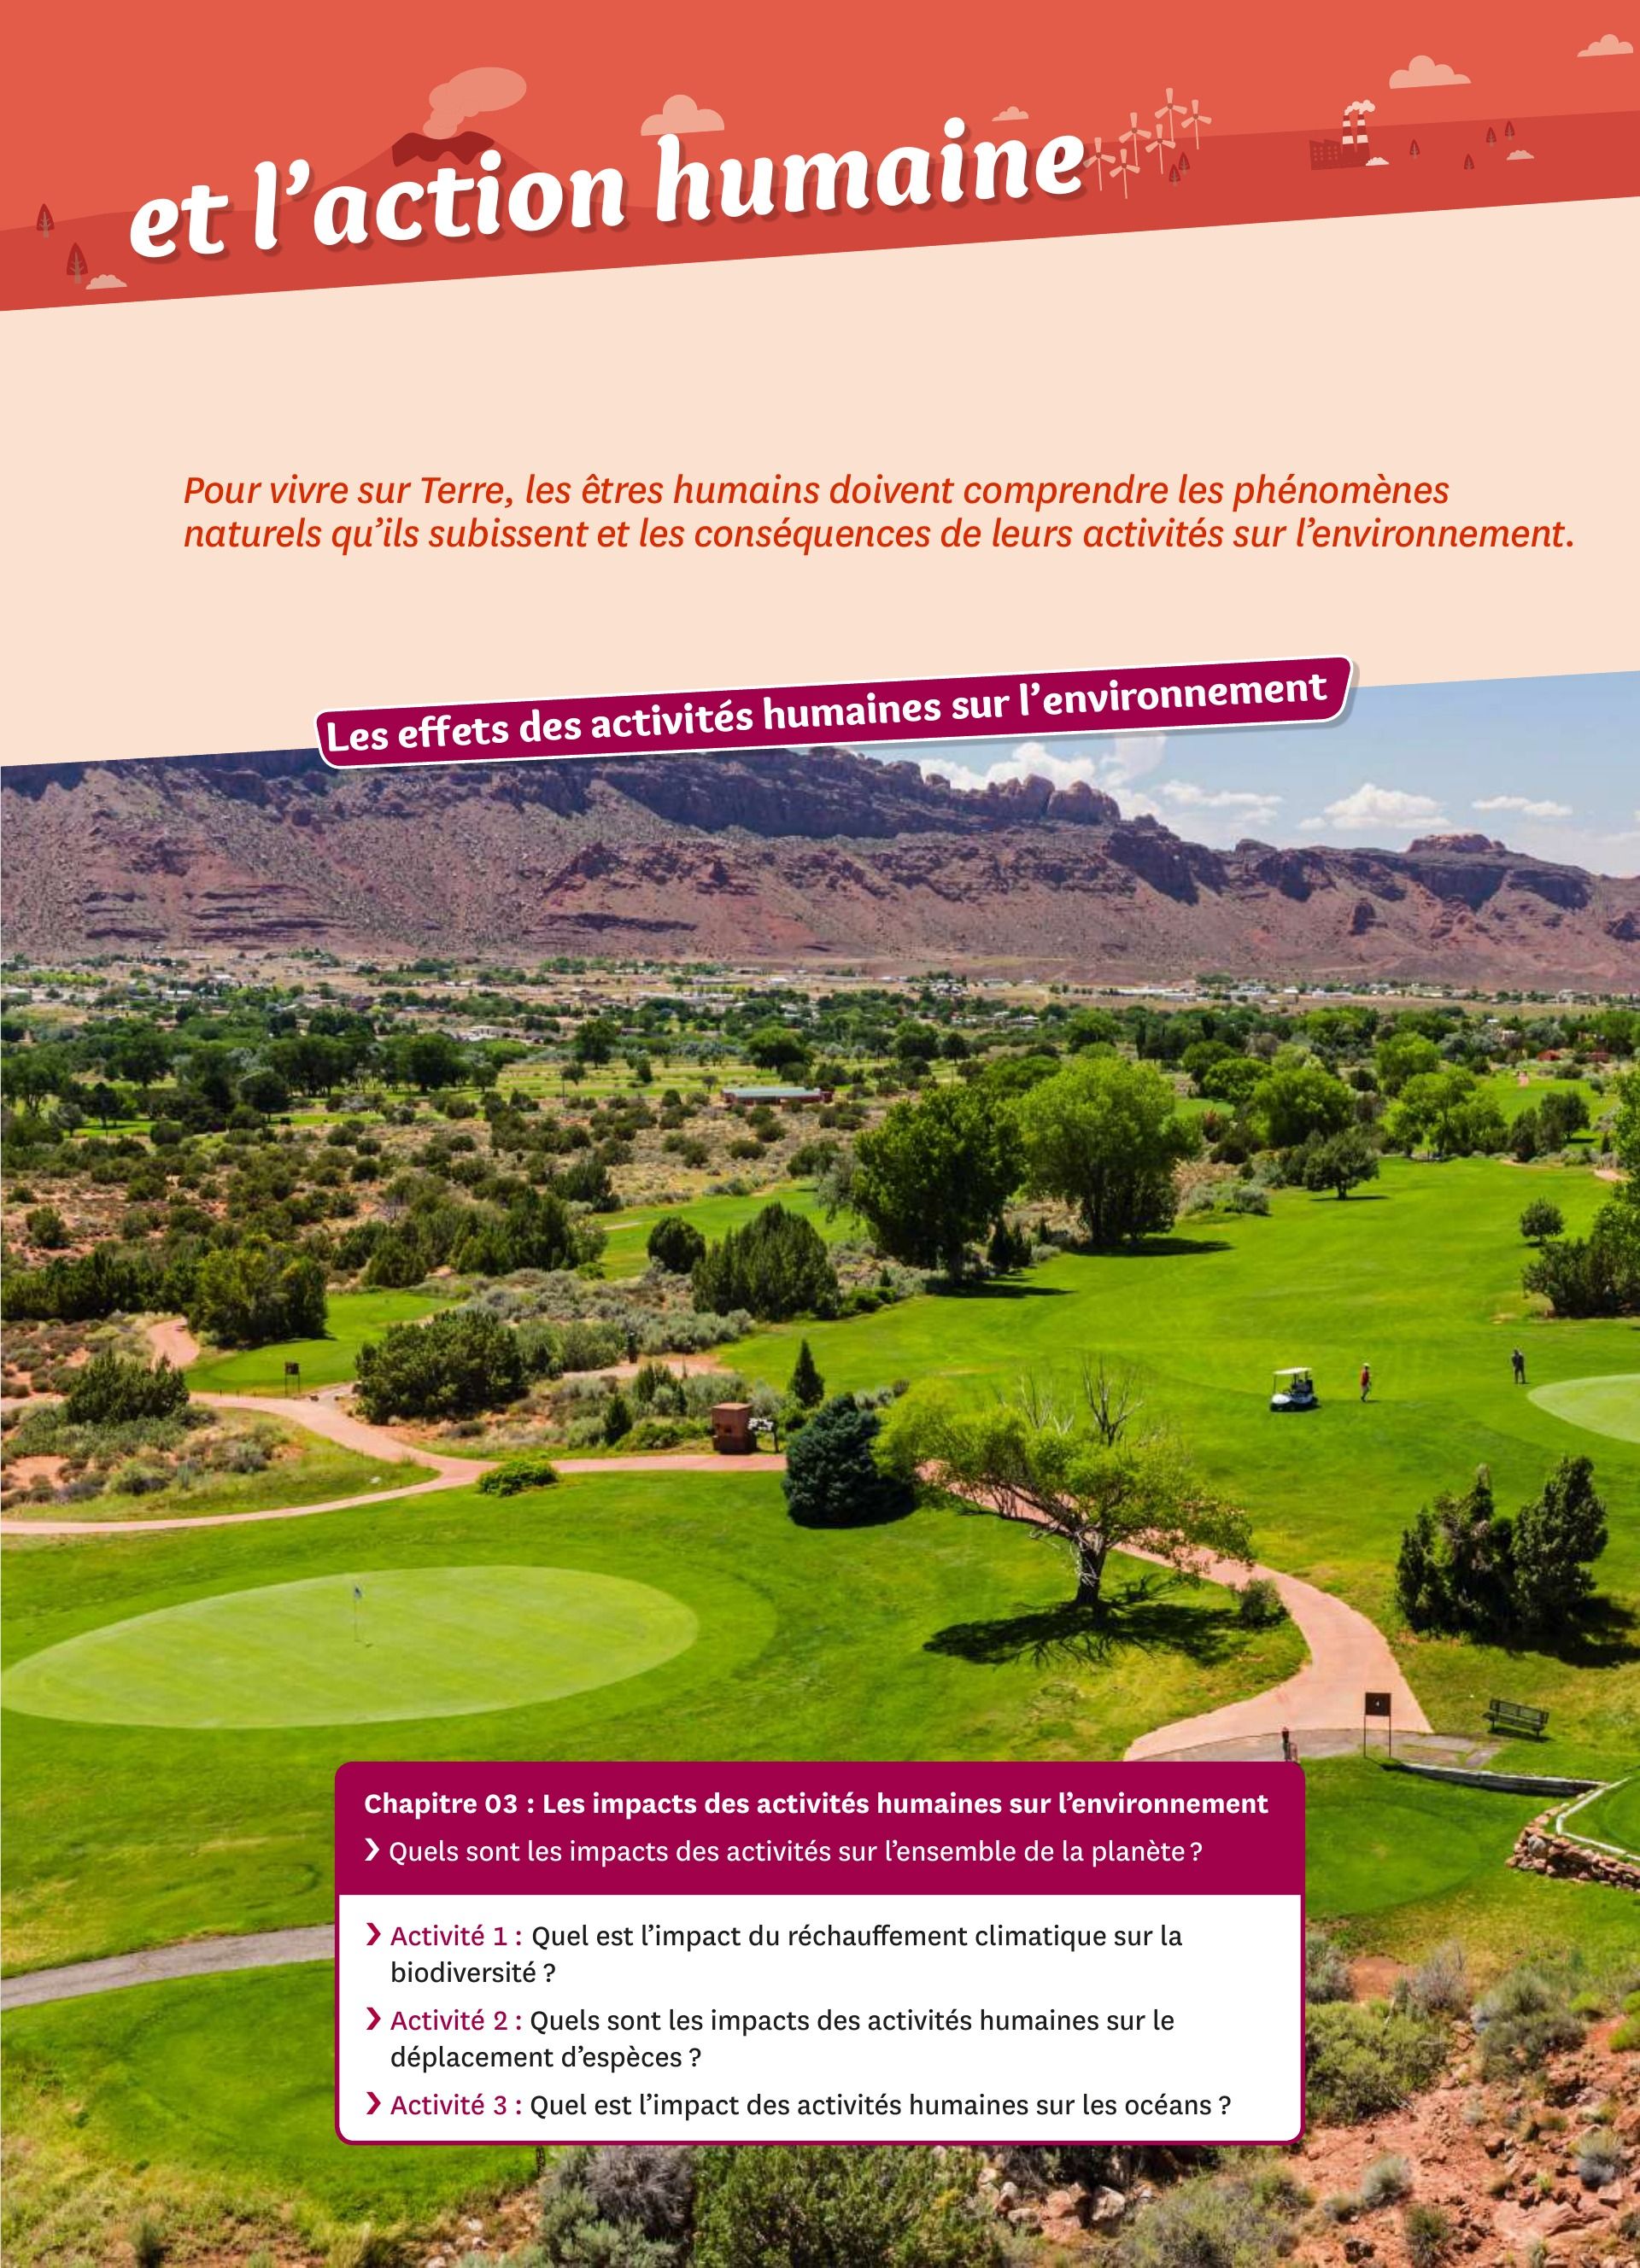 et l’action humaine
Pour vivre sur Terre, les êtres humains doivent comprendre les phénomènes
naturels qu’ils subissent et les conséquences de leurs activités sur l’environnement.
Les effets des activités humaines sur l’environnement
Chapitre 03 : Les impacts des activités humaines sur l’environnement
❯ Quels sont les impacts des activités sur l’ensemble de la planète ?
❯ Activité 1 : Quel est l’impact du réchauffement climatique sur la
biodiversité ?
❯ Activité 2 : Quels sont les impacts des activités humaines sur le
déplacement d’espèces ?
❯ Activité 3 : Quel est l’impact des activités humaines sur les océans ?